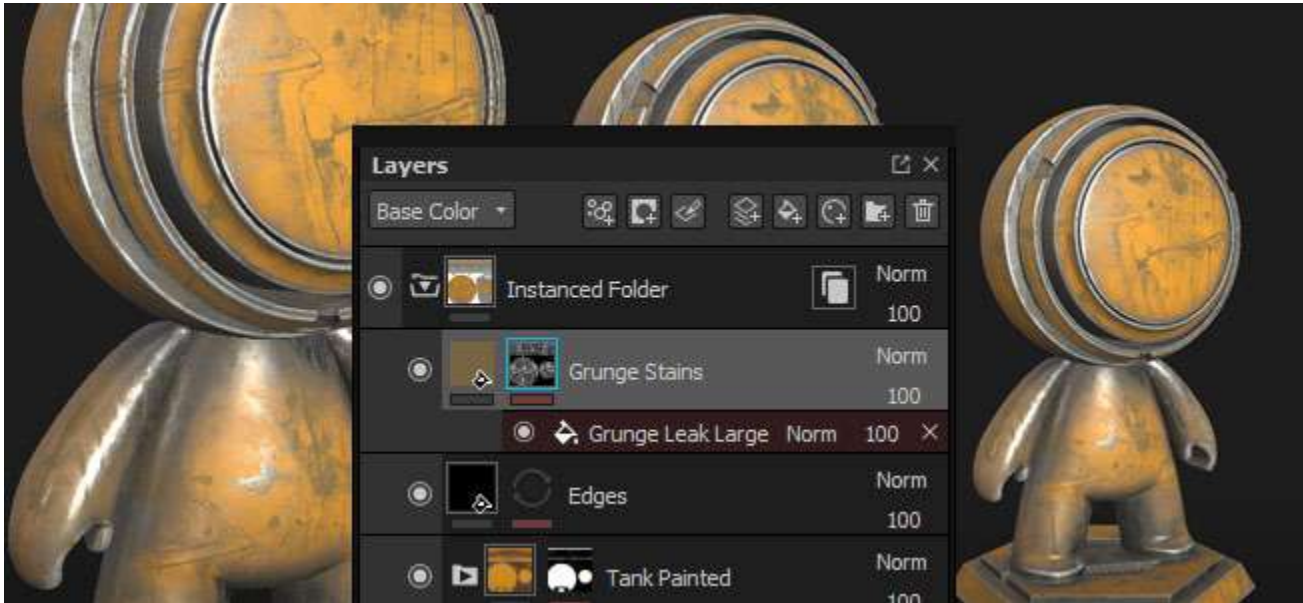 Layers
Base Color
Instanced Folder
Norm
100
Grunge Stains
Norm
100
Grunge Leak Large Norm 100
Edges
Norm
100
Tank Painted
Norm
100